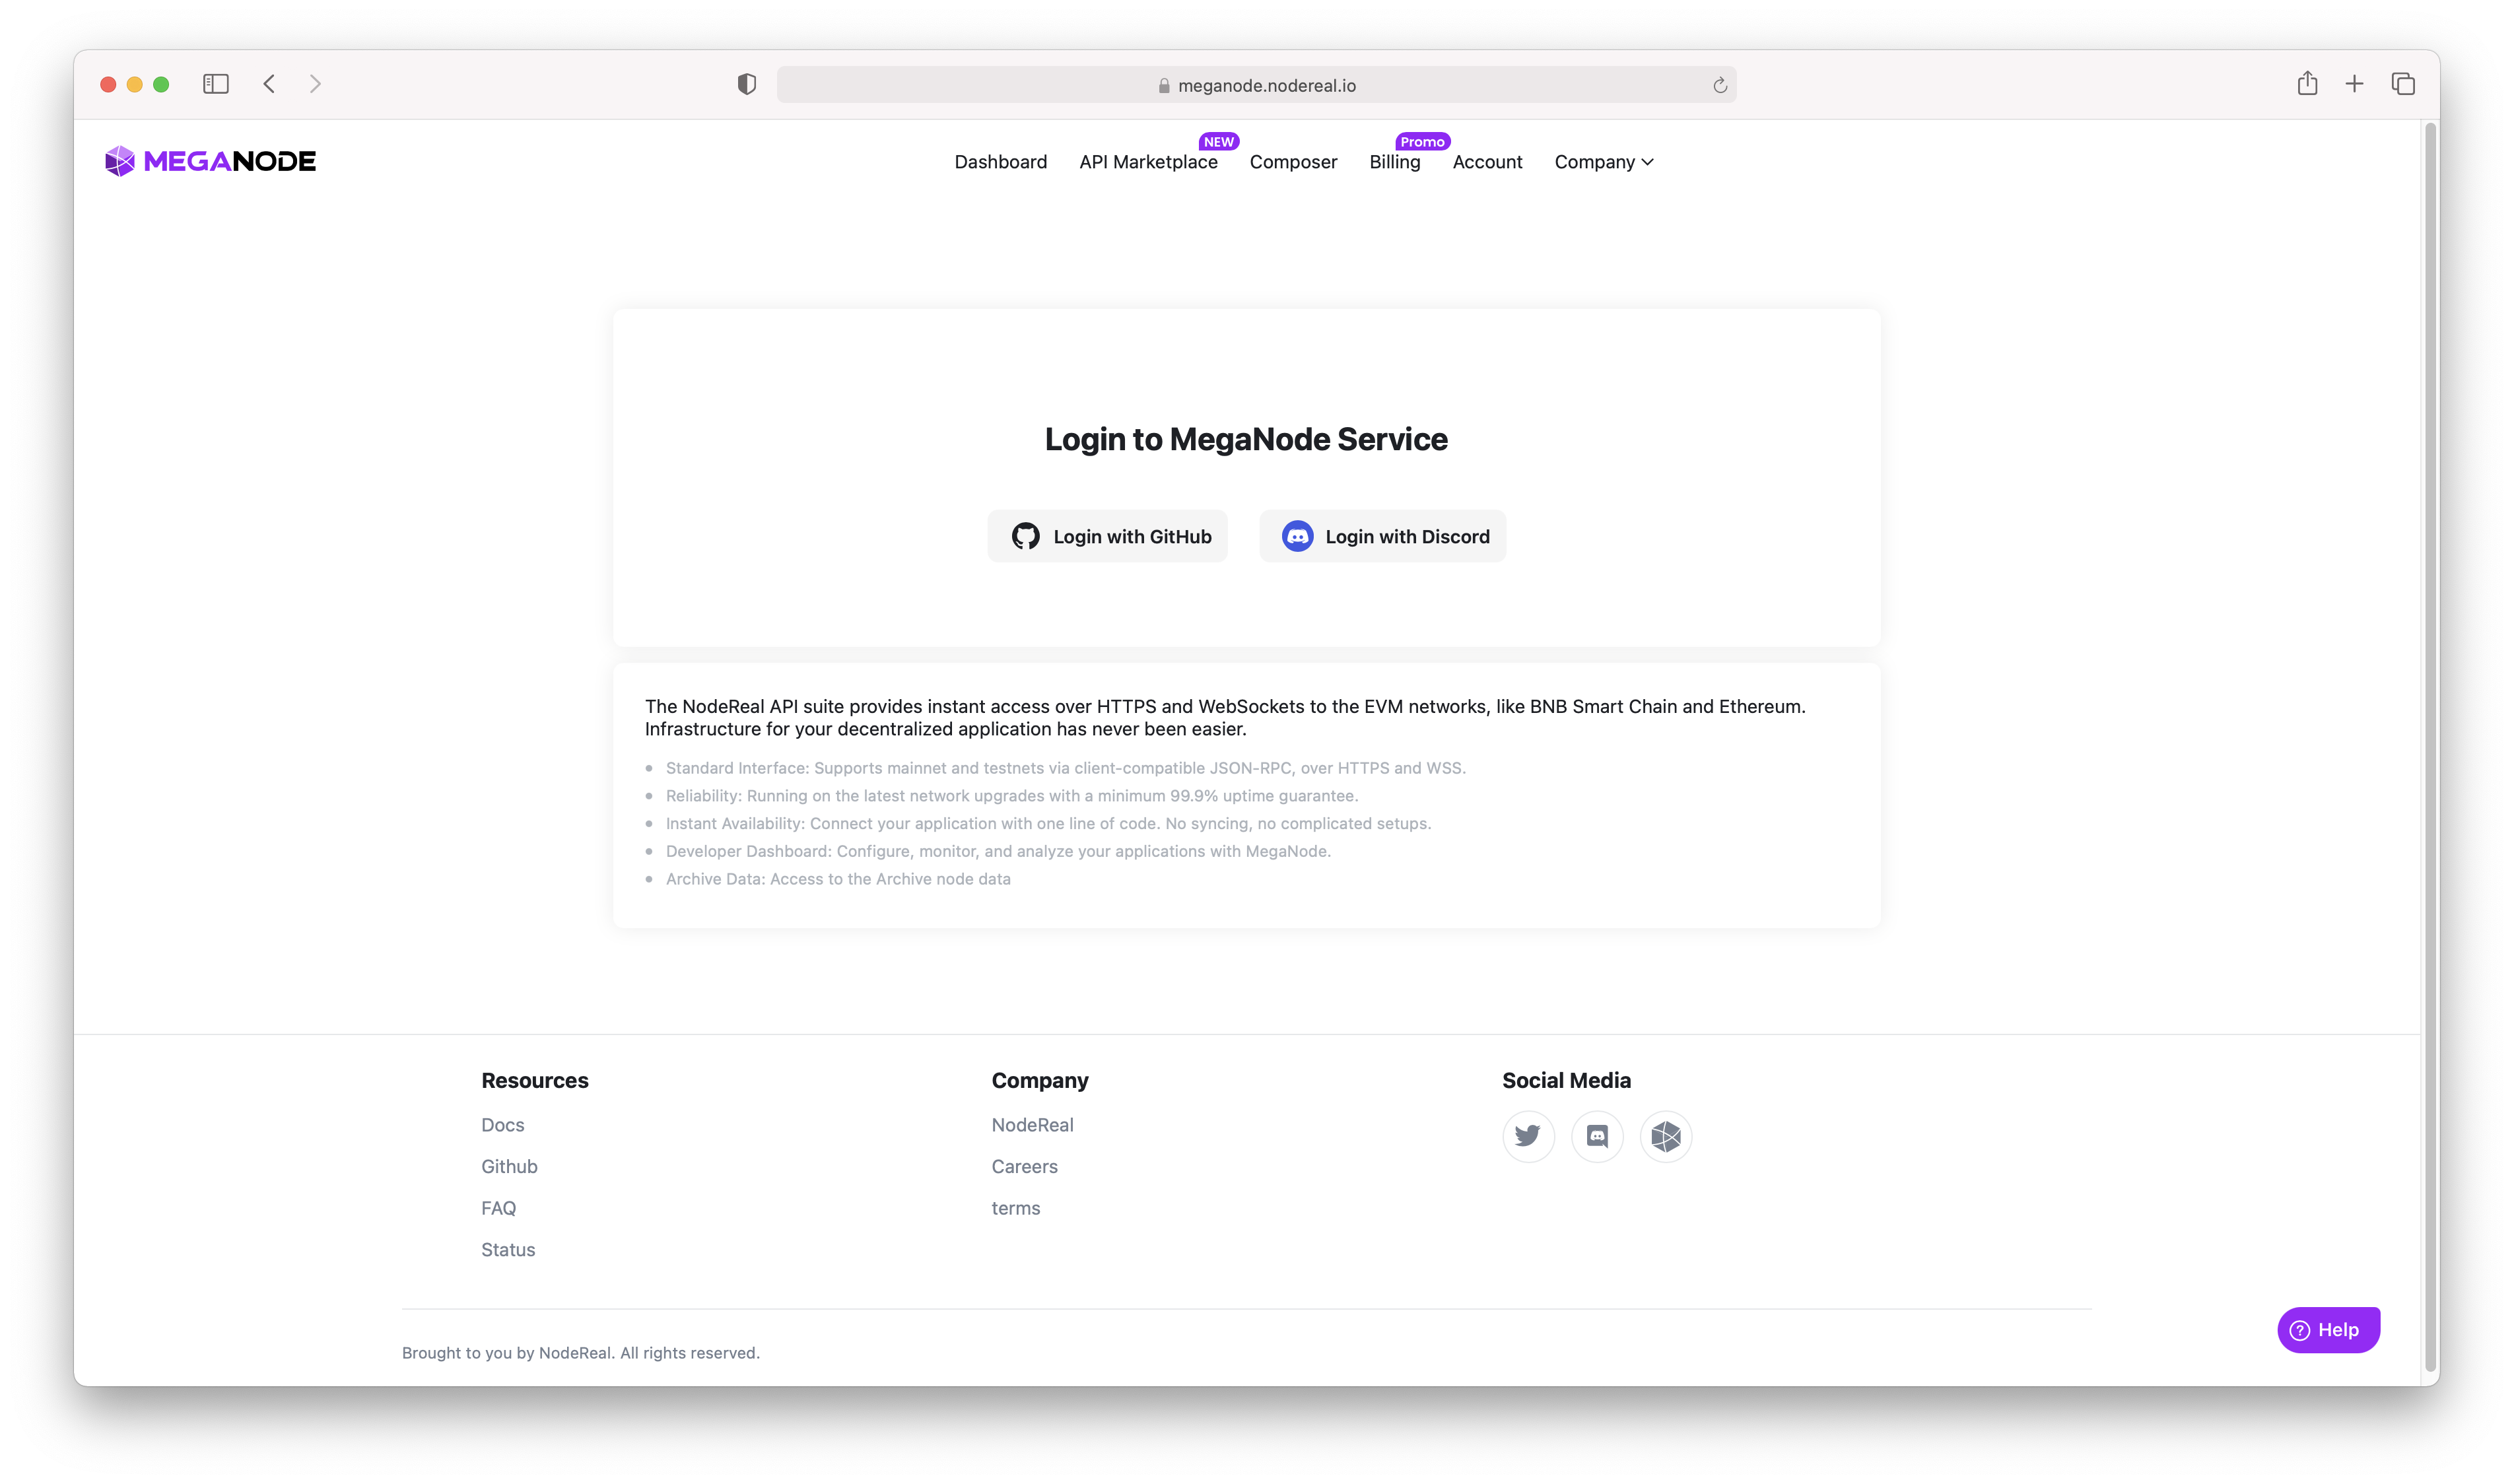 meganode.nodereal.io
MEGANODE
NEW
Promo
Dashboard API Marketplace Composer Billing Account Company
Login to MegaNode Service
Login with GitHub Login with Discord
The NodeReal API suite provides instant access over HTTPS and WebSockets to the EVM networks, like BNB Smart Chain and Ethereum.
Infrastructure for your decentralized application has never been easier.
Standard Interface: Supports mainnet and testnets via client-compatible JSON-RPC, over HTTPS and WSS.
Reliability: Running on the latest network upgrades with a minimum 99.9% uptime guarantee.
Instant Availability: Connect your application with one line of code. No syncing, no complicated setups.
Developer Dashboard: Configure, monitor, and analyze your applications with MegaNode.
Archive Data: Access to the Archive node data
Resources
Docs
Github
FAQ
Status
Company
NodeReal
Careers
terms
Social Media
? Help
Brought to you by NodeReal. All rights reserved.